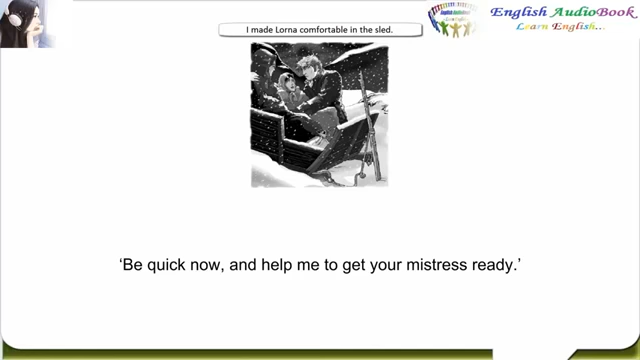 I made Lorna comfortable in the sled.
English AudioBook
Learn English...
‘Be quick now, and help me to get your mistress ready.’